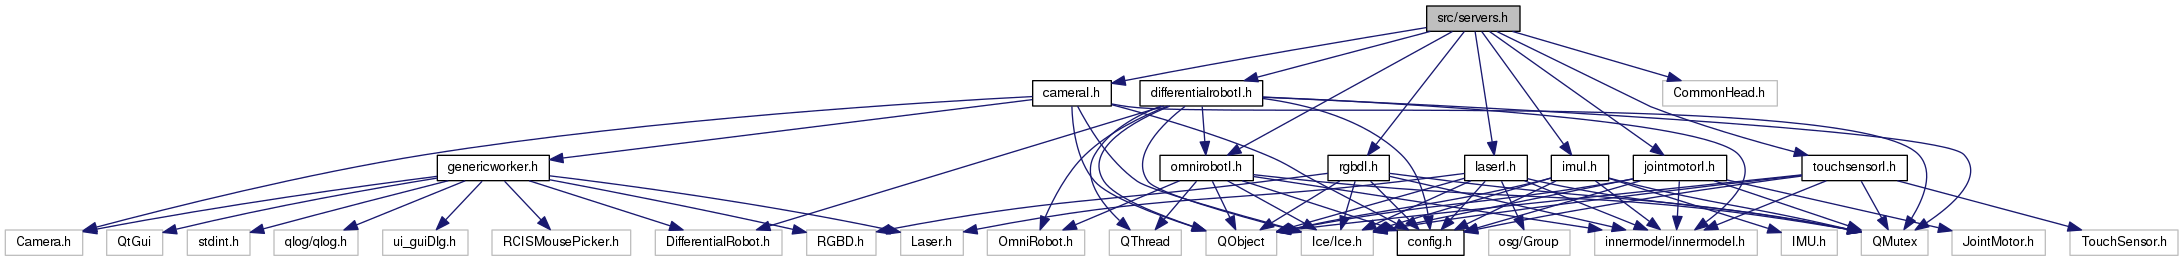 src/servers.h
cameraI.h
differentialrobotI.h
CommonHead.h
genericworker.h
omnirobotI.h
rgbdI.h
laserI.h
imuI.h
jointmotorI.h
touchsensorI.h
Camera.h
QtGui
stdint.h
qlog/qlog.h
ui_guiDlg.h
RCISMousePicker.h
DifferentialRobot.h
RGBD.h
Laser.h
OmniRobot.h
QThread
QObject
Ice/Ice.h
config.h
osg/Group
innermodel/innermodel.h
IMU.h
QMutex
JointMotor.h
TouchSensor.h